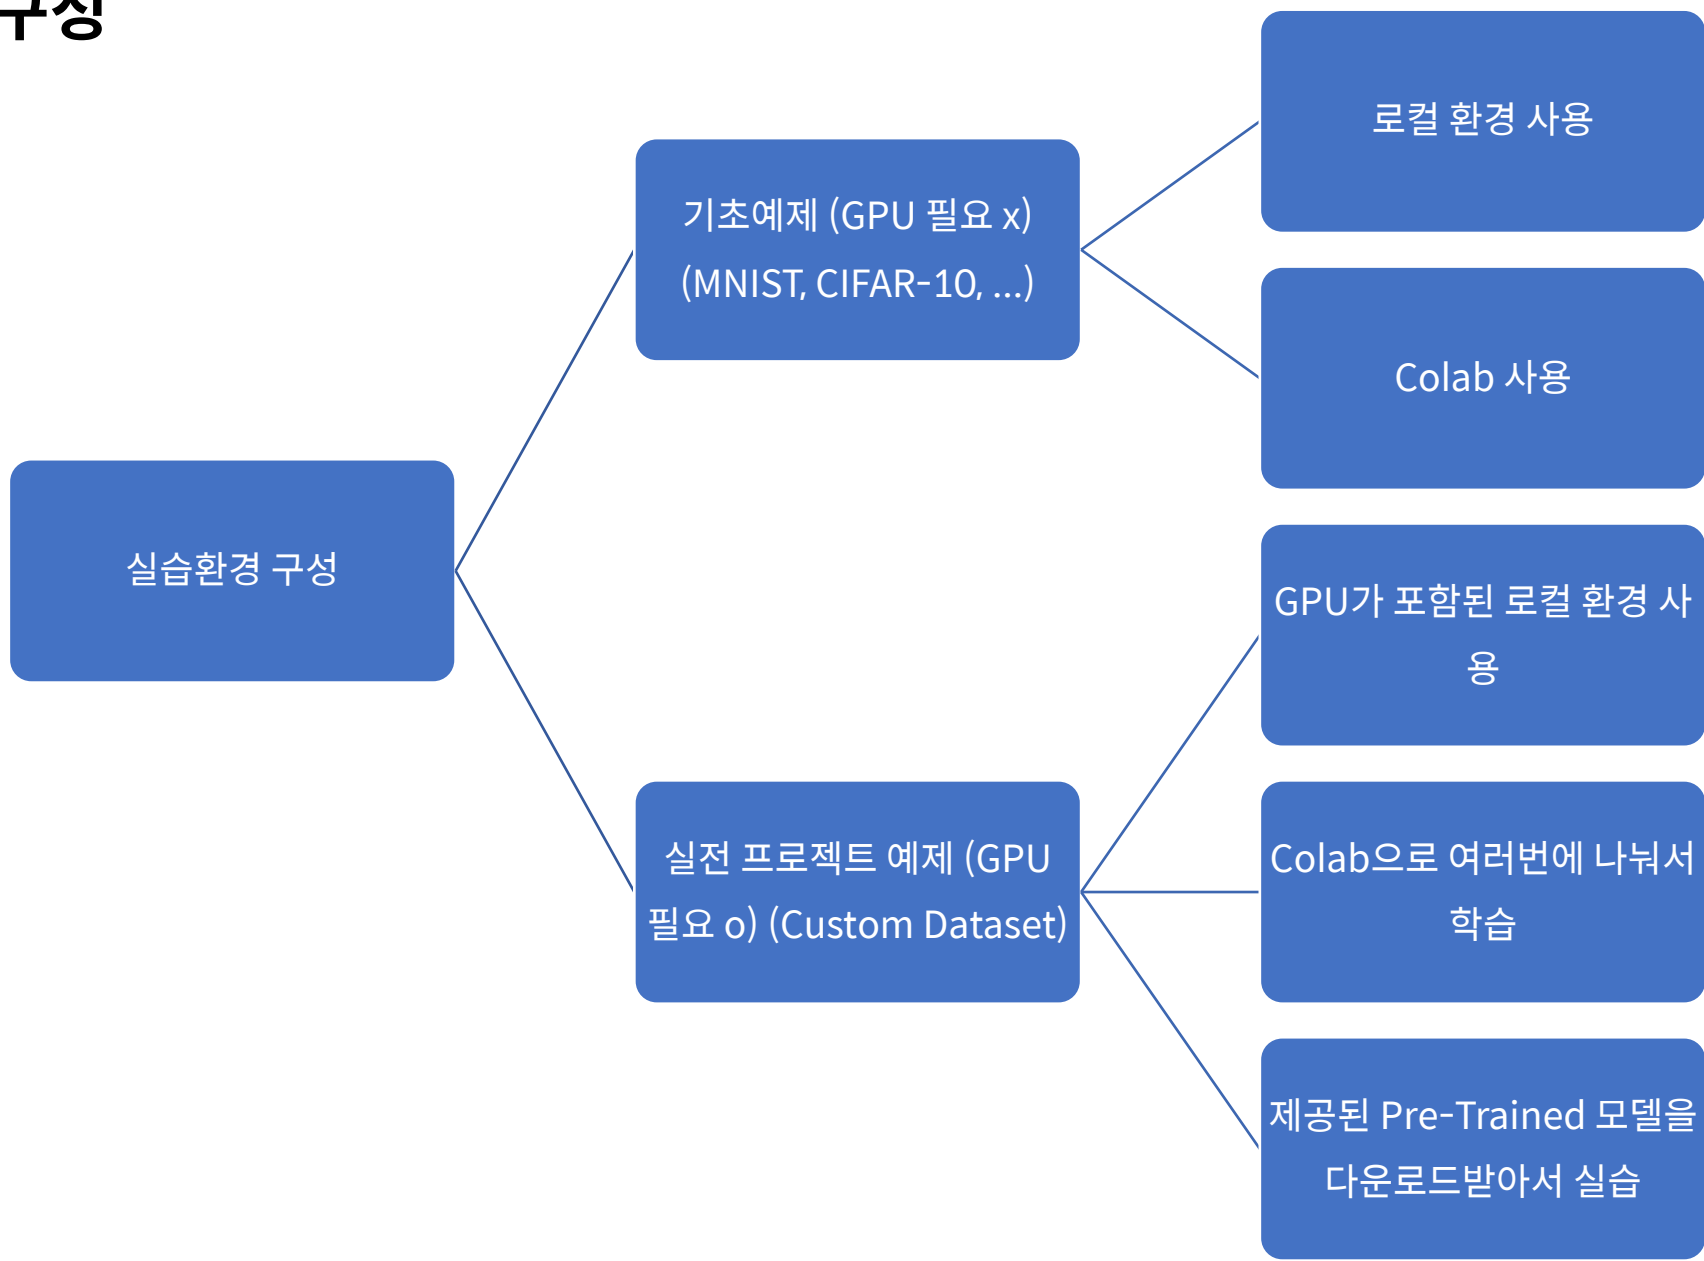 구성
실습환경 구성
기초예제 (GPU 필요 x)
(MNIST, CIFAR-10, ...)
로컬 환경 사용
Colab 사용
실전 프로젝트 예제 (GPU
필요 o) (Custom Dataset)
GPU가 포함된 로컬 환경 사
용
Colab으로 여러번에 나눠서
학습
제공된 Pre-Trained 모델을
다운로드받아서 실습